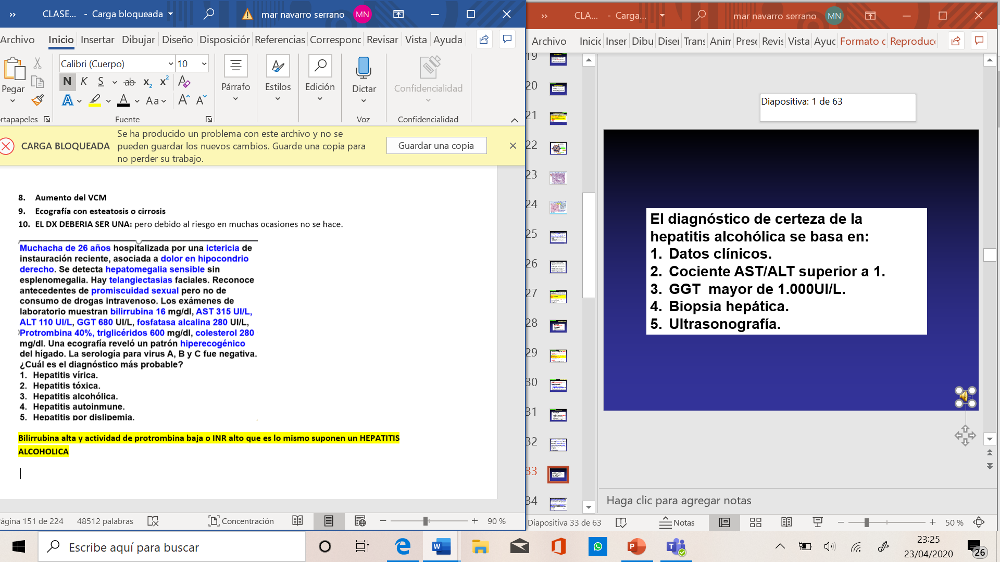 CLASE... - Carga bloqueada
mar navarro serrano MN
Archivo Inicio Insertar Dibujar Diseño Disposiciór Referencias Corresponc Revisar Vista Ayuda
Calibri (Cuerpo) 10
Pegar
N K S ab x₂ x² A
A A Aa A A
Párrafo Estilos Edición Dictar Confidencialidad
rtapapeles Fuente Voz Confidencialidad
CARGA BLOQUEADA
Se ha producido un problema con este archivo y no se
pueden guardar los nuevos cambios. Guarde una copia para
no perder su trabajo.
Guardar una copia
8. Aumento del VCM
9. Ecografía con esteatosis o cirrosis
10. EL DX DEBERIA SER UNA: pero debido al riesgo en muchas ocasiones no se hace.
Muchacha de 26 años hospitalizada por una ictericia de
instauración reciente, asociada a dolor en hipocondrio
derecho. Se detecta hepatomegalia sensible sin
esplenomegalia. Hay telangiectasias faciales. Reconoce
antecedentes de promiscuidad sexual pero no de
consumo de drogas intravenoso. Los exámenes de
laboratorio muestran bilirrubina 16 mg/dl, AST 315 UI/L,
ALT 110 UI/L, GGT 680 UI/L, fosfatasa alcalina 280 UI/L,
Protrombina 40%, triglicéridos 600 mg/dl, colesterol 280
mg/dl. Una ecografía reveló un patrón hiperecogénico
del hígado. La serología para virus A, B y C fue negativa.
¿Cuál es el diagnóstico más probable?
1. Hepatitis vírica.
2. Hepatitis tóxica.
3. Hepatitis alcohólica.
4. Hepatitis autoinmune.
5. Hepatitis por dislipemia.
Bilirrubina alta y actividad de protrombina baja o INR alto que es lo mismo suponen un HEPATITIS
ALCOHOLICA
ágina 151 de 224 48512 palabras Concentración 90 %
CLA... - Carga...
mar navarro serrano MN
Archivo Inicic Inser Dibu Diseí Trans Anim Prese Revis Vista Ayuc Formato c Reproducc
19
20
21
22
23
24
25
26
27
28
29
30
31
32
33
34
Diapositiva: 1 de 63
El diagnóstico de certeza de la
hepatitis alcohólica se basa en:
1. Datos clínicos.
2. Cociente AST/ALT superior a 1.
3. GGT mayor de 1.000UI/L.
4. Biopsia hepática.
5. Ultrasonografía.
Haga clic para agregar notas
Diapositiva 33 de 63 Notas 50 %
Escribe aquí para buscar
23:25
23/04/2020
26